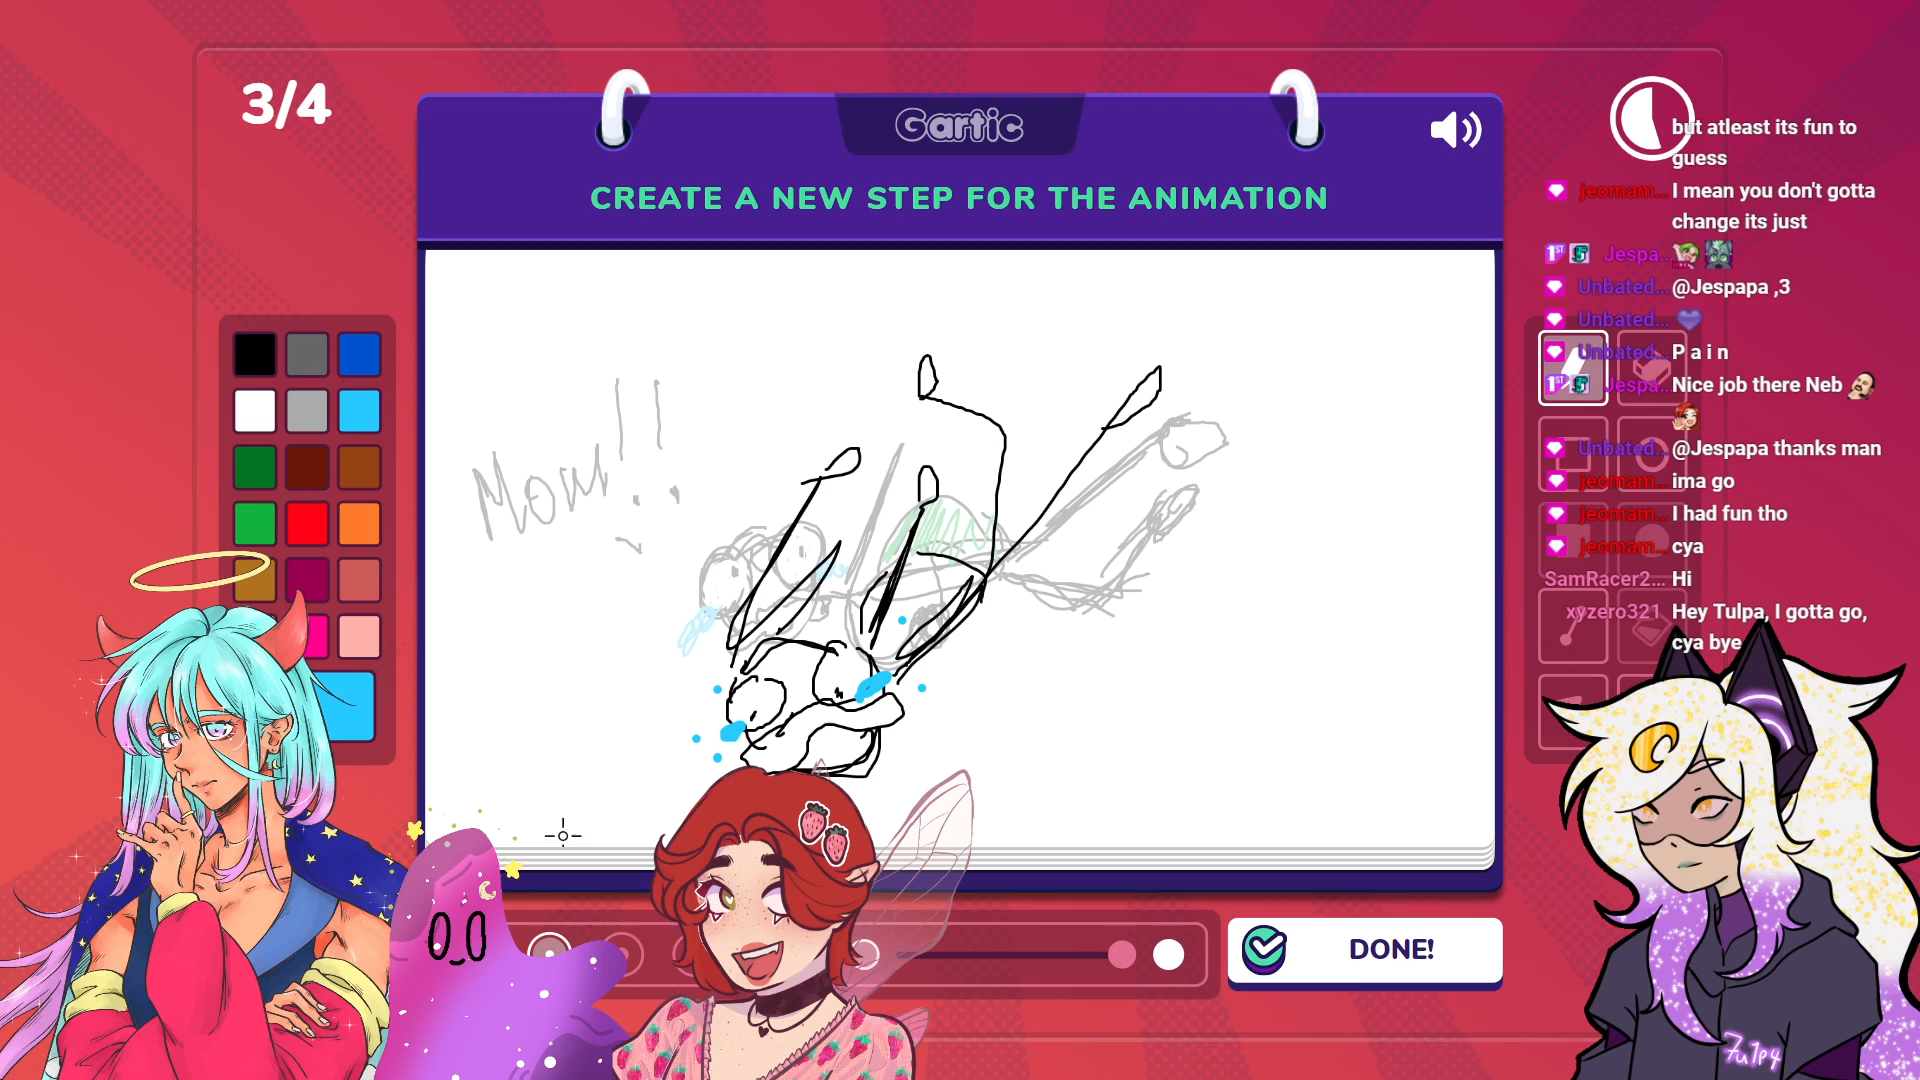 3/4
Gartic
CREATE A NEW STEP FOR THE ANIMATION
but atleast its fun to
guess
jeomam... I mean you don't gotta
change its just
1ST Jespa...
Unbated... @Jespapa ,3
Unbated...
Unbated... P a i n
1ST Jespa... Nice job there Neb
Unbated... @Jespapa thanks man
jeomam... ima go
jeomam... I had fun tho
jeomam... cya
SamRacer2... Hi
xyzero321 Hey Tulpa, I gotta go,
cya bye
DONE!